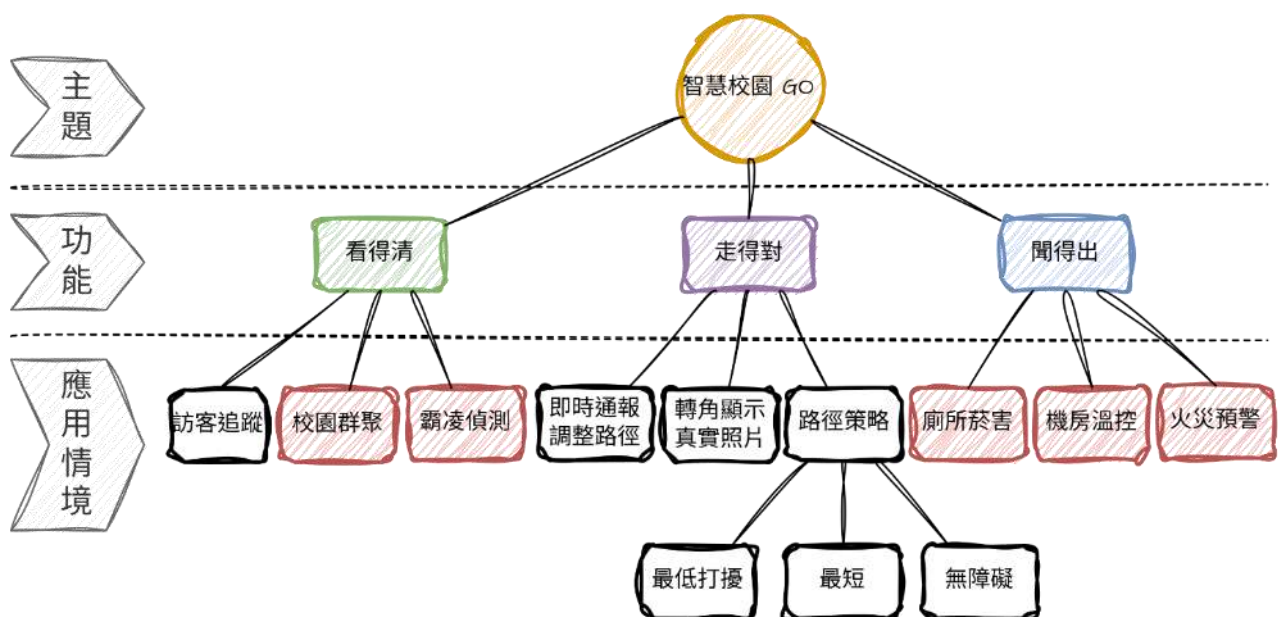 主題
智慧校園 GO
功能
看得清
走得對
聞得出
應用情境
訪客追蹤
校園群聚
霸凌偵測
即時通報
調整路徑
轉角顯示
真實照片
路徑策略
廁所菸害
機房溫控
火災預警
最低打擾
最短
無障礙